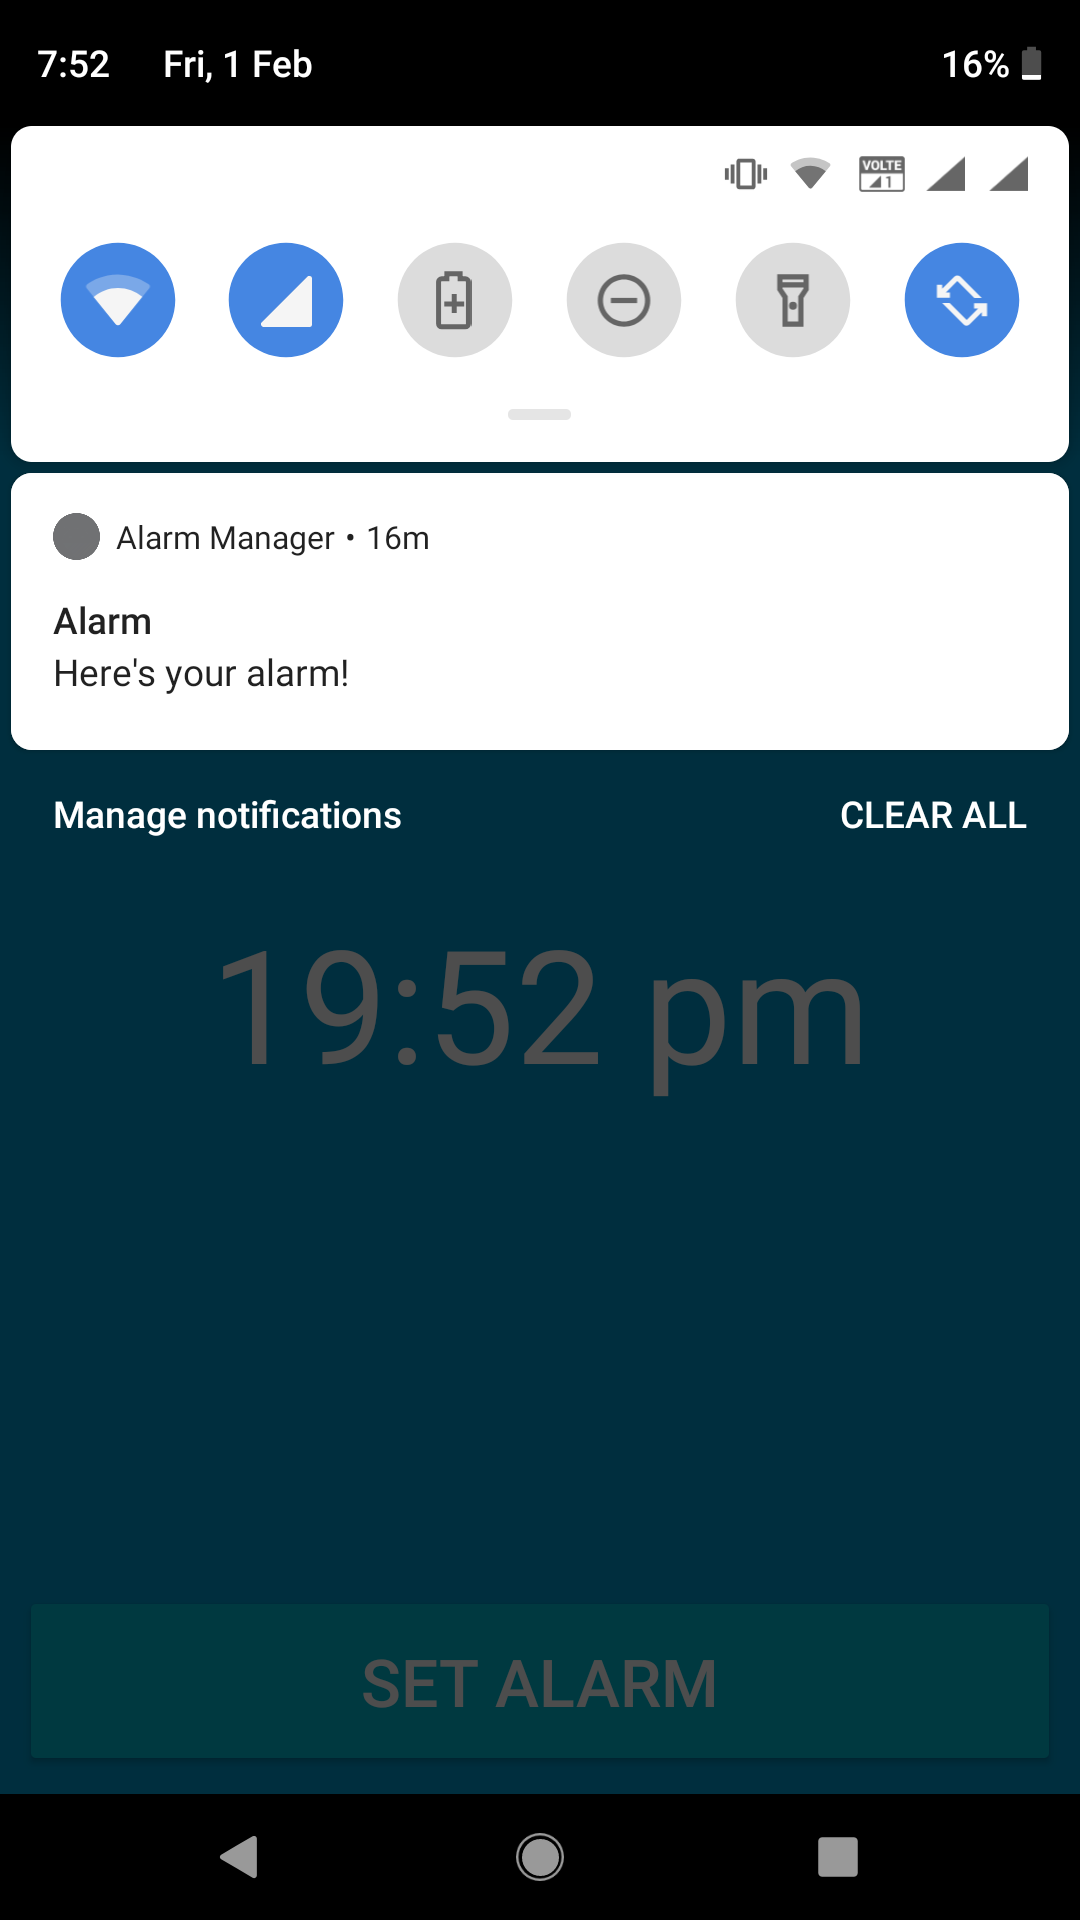 7:52 Fri, 1 Feb 16%
VOLTE
1
Alarm Manager • 16m
Alarm
Here's your alarm!
Manage notifications CLEAR ALL
19:52 pm
SET ALARM